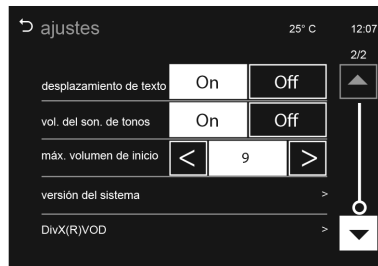 ajustes 25° C 12:07
2/2
desplazamiento de texto On Off
vol. del son. de tonos On Off
máx. volumen de inicio < 9 >
versión del sistema >
DivX(R)VOD >